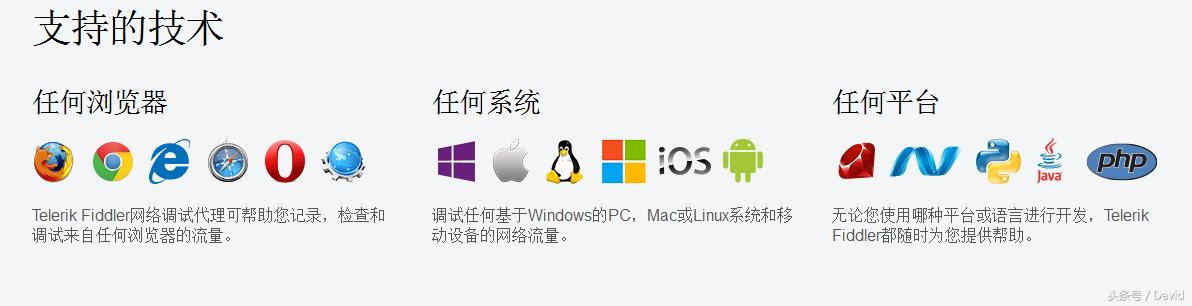 支持的技术
任何浏览器
Telerik Fiddler网络调试代理可帮助您记录，检查和
调试来自任何浏览器的流量。
任何系统
iOS
调试任何基于Windows的PC，Mac或Linux系统和移
动设备的网络流量。
任何平台
Java
php
无论您使用哪种平台或语言进行开发，Telerik
Fiddler都随时为您提供帮助。
头条号 / David